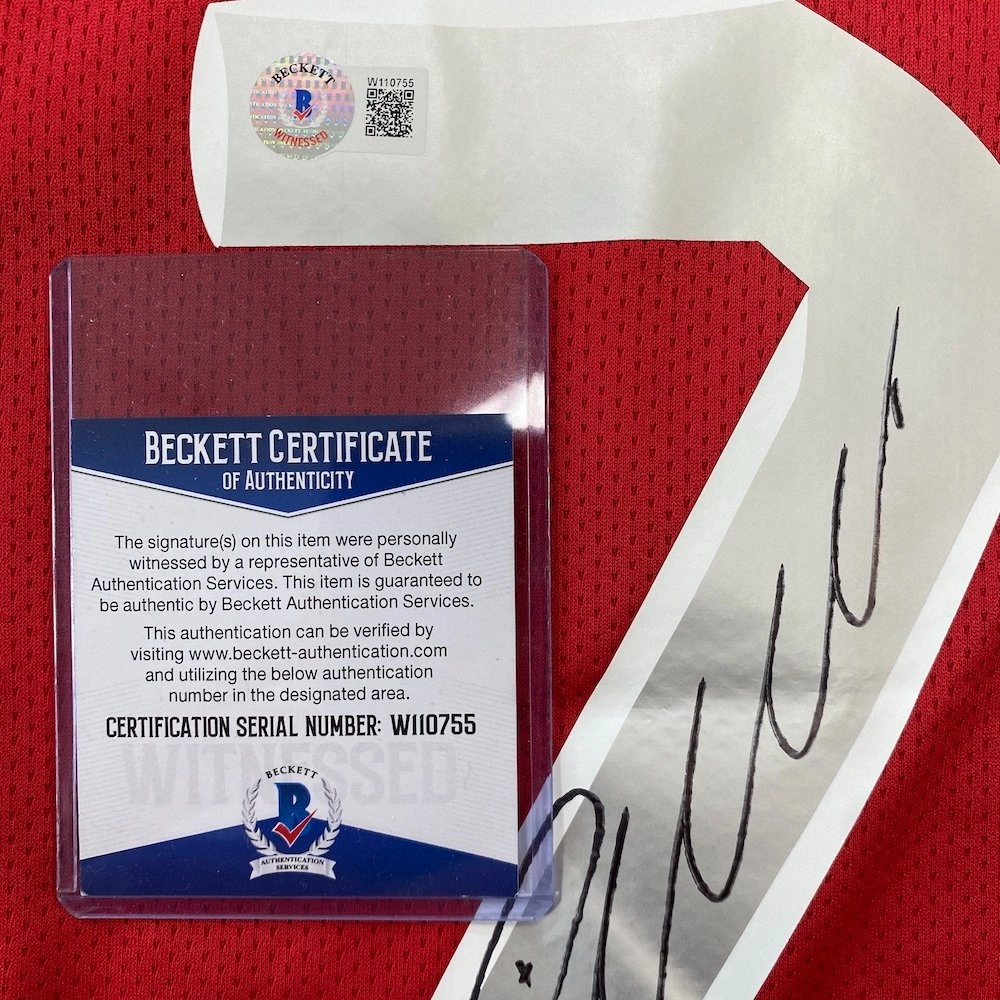 BECKETT
B
WITNESSED
W110755
7
BECKETT CERTIFICATE
OF AUTHENTICITY
The signature(s) on this item were personally
witnessed by a representative of Beckett
Authentication Services. This item is guaranteed to
be authentic by Beckett Authentication Services.
This authentication can be verified by
visiting www.beckett-authentication.com
and utilizing the below authentication
number in the designated area.
CERTIFICATION SERIAL NUMBER: W110755
WITNESSED
BECKETT
B
AUTHENTICATION
SERVICES